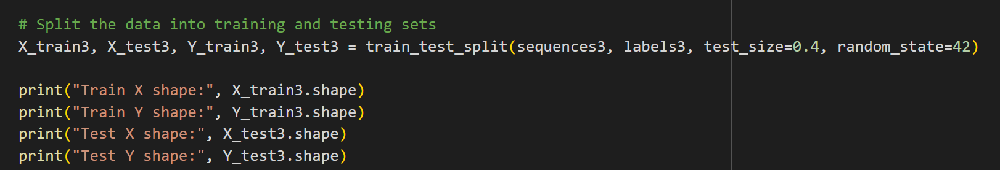 # Split the data into training and testing sets
X_train3, X_test3, Y_train3, Y_test3 = train_test_split(sequences3, labels3, test_size=0.4, random_state=42)
print("Train X shape:", X_train3.shape)
print("Train Y shape:", Y_train3.shape)
print("Test X shape:", X_test3.shape)
print("Test Y shape:", Y_test3.shape)